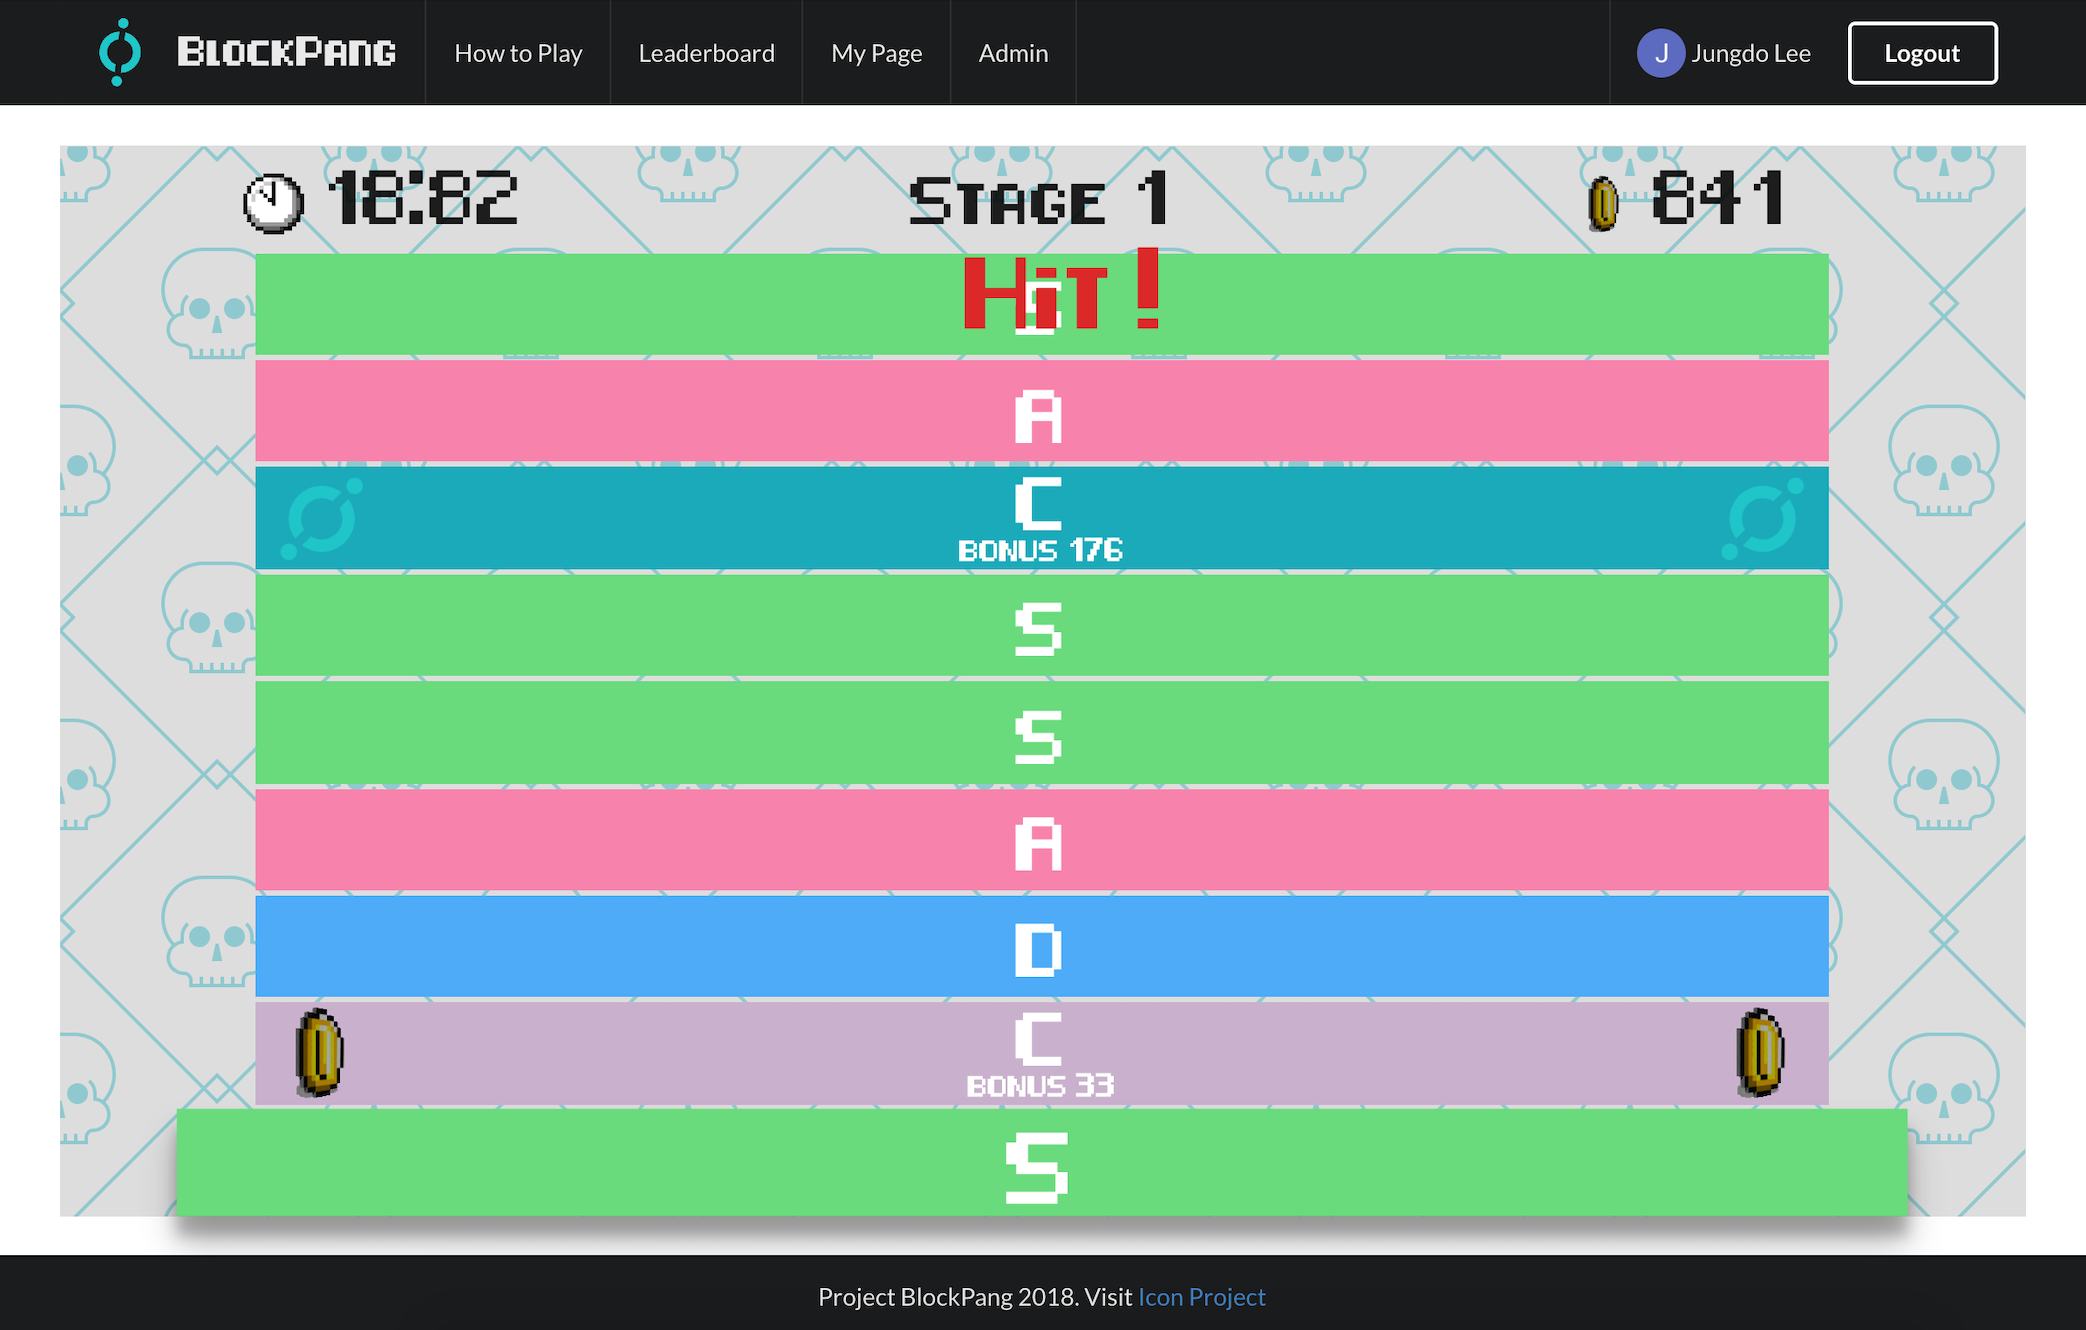 BLOCKPANG How to Play Leaderboard My Page Admin J Jungdo Lee Logout
18:82 STAGE 1 841
HiT!
S
A
C
BONUS 176
S
S
A
D
C
BONUS 33
S
Project BlockPang 2018. Visit Icon Project